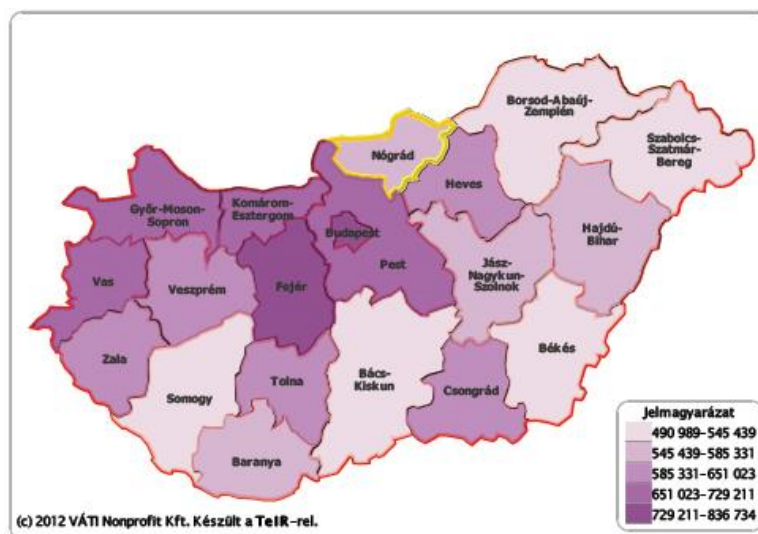 Borsod-Abaúj-
Zemplén
Szabolcs-
Szatmár-
Bereg
Nógrád
Heves
Győr-Moson-
Sopron
Komárom-
Esztergom
Hajdú-
Bihar
Budapest
Pest
Jász-
Nagykun-
Szolnok
Vas
Veszprém
Fejér
Zala
Békés
Bács-
Kiskun
Tolna
Csongrád
Somogy
Baranya
Jelmagyarázat
490 989-545 439
545 439-585 331
585 331-651 023
651 023-729 211
729 211-836 734
(c) 2012 VÁTI Nonprofit Kft. Készült a TeIR-rel.